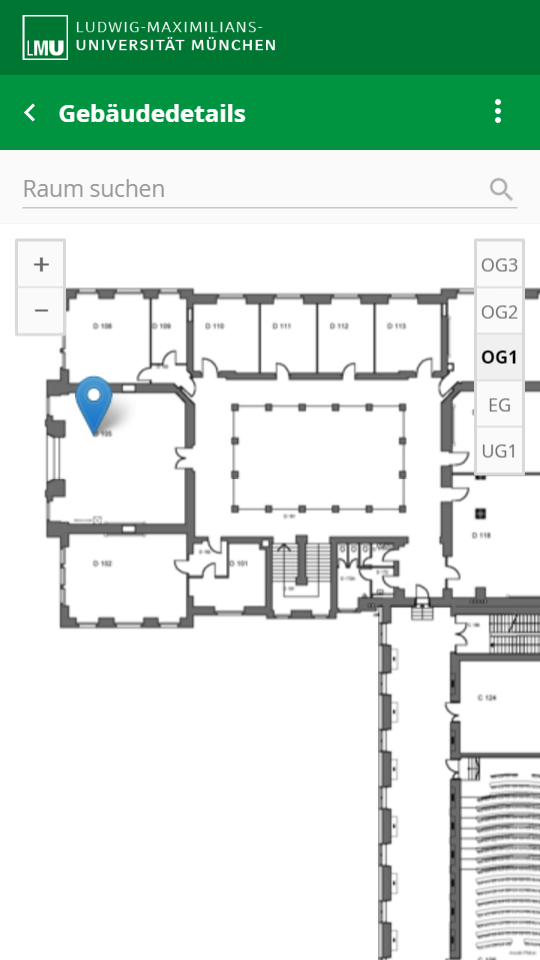 LMU
LUDWIG-MAXIMILIANS-
UNIVERSITÄT MÜNCHEN
Gebäudedetails
Raum suchen
+
−
OG3
OG2
OG1
EG
UG1
D 108
D 109
D 110
D 111
D 112
D 113
D 118
D 102
D 101
C 124